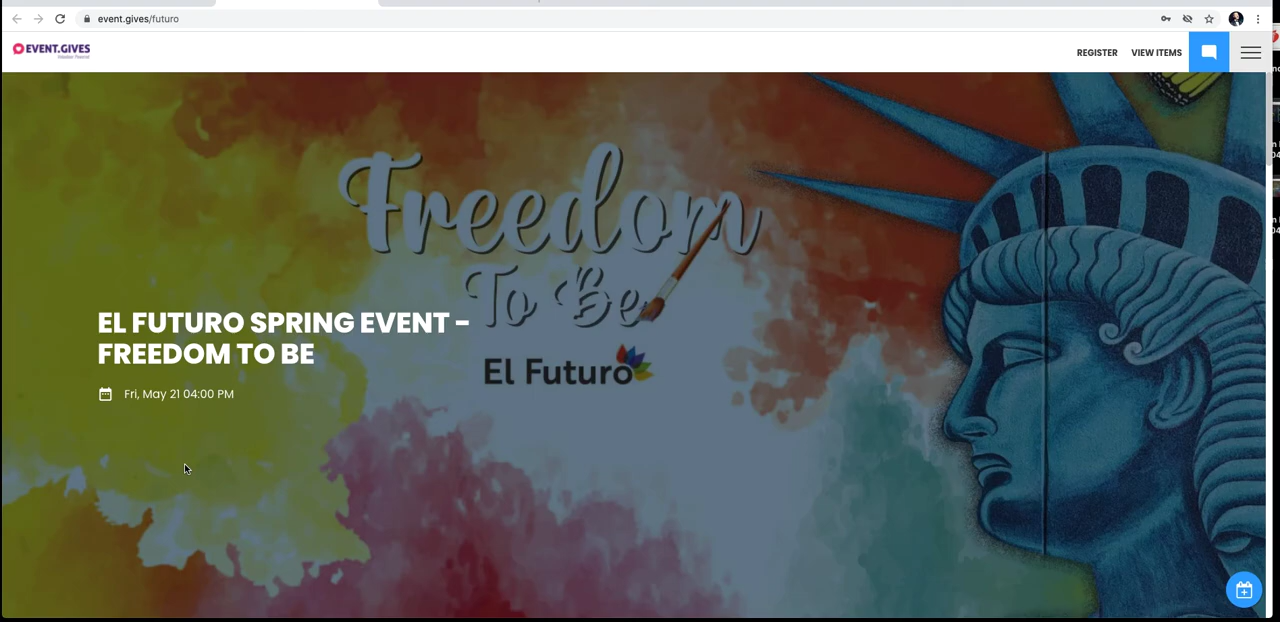 event.gives/futuro
EVENT.GIVES
REGISTER
VIEW ITEMS
Freedom
To Be
El Futuro
EL FUTURO SPRING EVENT -
FREEDOM TO BE
Fri, May 21 04:00 PM